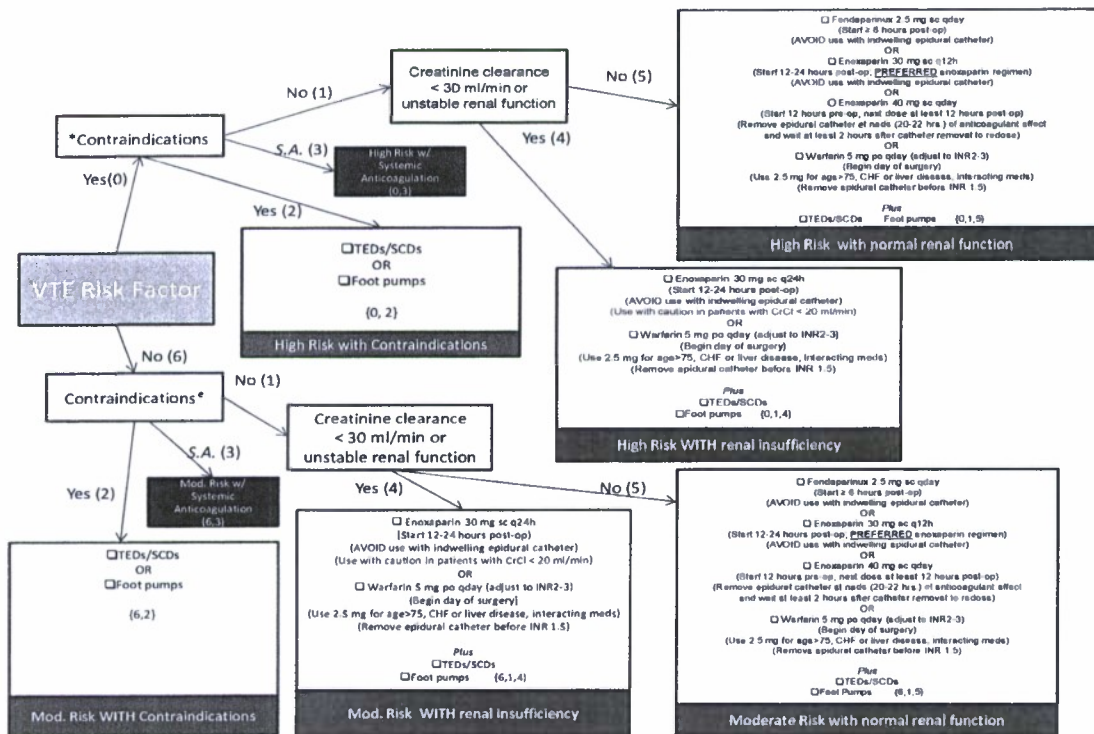 VTE Risk Factor
Yes(0)
*Contraindications
No (1)
S.A. (3)
High Risk w/
Systemic
Anticoagulation
{0,3}
Yes (2)
❑TEDs/SCDs
OR
❑Foot pumps
{0, 2}
High Risk with Contraindications
Creatinine clearance
< 30 ml/min or
unstable renal function
No (5)
Yes (4)
❑ Fondaparinux 2.5 mg sc qday
(Start ≥ 6 hours post-op)
(AVOID use with indwelling epidural catheter)
OR
❑ Enoxaparin 30 mg sc q12h
(Start 12-24 hours post-op, PREFERRED enoxaparin regimen)
(AVOID use with indwelling epidural catheter)
OR
❑ Enoxaparin 40 mg sc qday
(Start 12 hours pre-op, next dose at least 12 hours post op)
(Remove epidural catheter at nads (20-22 hrs.) of anticoagulant effect
and wait at least 2 hours after catheter removal to redose)
OR
❑ Warfarin 5 mg po qday (adjust to INR2-3)
(Begin day of surgery)
(Use 2.5 mg for age>75, CHF or liver disease, interacting meds)
(Remove epidural catheter before INR 1.5)
Plus
❑TEDs/SCDs Foot pumps {0,1,5}
High Risk with normal renal function
❑ Enoxaparin 30 mg sc q24h
(Start 12-24 hours post-op)
(AVOID use with indwelling epidural catheter)
(Use with caution in patients with CrCl < 20 ml/min)
OR
❑ Warfarin 5 mg po qday (adjust to INR2-3)
(Begin day of surgery)
(Use 2.5 mg for age>75, CHF or liver disease, interacting meds)
(Remove epidural catheter before INR 1.5)
Plus
❑TEDs/SCDs
❑Foot pumps {0,1,4}
High Risk WITH renal insufficiency
No (6)
Contraindications*
No (1)
S.A. (3)
Mod. Risk w/
Systemic
Anticoagulation
{6,3}
Yes (2)
❑TEDs/SCDs
OR
❑Foot pumps
{6,2}
Mod. Risk WITH Contraindications
Creatinine clearance
< 30 ml/min or
unstable renal function
Yes (4)
No (5)
❑ Enoxaparin 30 mg sc q24h
[Start 12-24 hours post-op)
(AVOID use with indwelling epidural catheter)
(Use with caution in patients with CrCl < 20 ml/min)
OR
❑ Warfarin 5 mg po qday (adjust to INR2-3)
(Begin day of surgery]
(Use 2.5 mg for age>75, CHF or liver disease, interacting meds)
(Remove epidural catheter before INR 1.5)
Plus
❑TEDs/SCDs
❑Foot pumps {6,1,4}
Mod. Risk WITH renal insufficiency
❑ Fondaparinux 2.5 mg sc qday
(Start ≥ 6 hours post-op)
(AVOID use with indwelling epidural catheter)
OR
❑ Enoxaparin 30 mg sc q12h
(Start 12-24 hours post-op, PREFERRED enoxaparin regimen)
(AVOID use with indwelling epidural catheter)
OR
❑ Enoxaparin 40 mg sc qday
(Start 12 hours pre-op, next dose at least 12 hours post-op)
(Remove epidural catheter at nads (20-22 hrs.) of anticoagulant effect
and wait at least 2 hours after catheter removal to redose)
OR
❑ Warfarin 5 mg po qday (adjust to INR2-3)
(Begin day of surgery)
(Use 2.5 mg for age>75, CHF or liver disease, interacting meds)
(Remove epidural catheter before INR 1.5)
Plus
❑TEDs/SCDs
❑Foot Pumps {6,1,5}
Moderate Risk with normal renal function